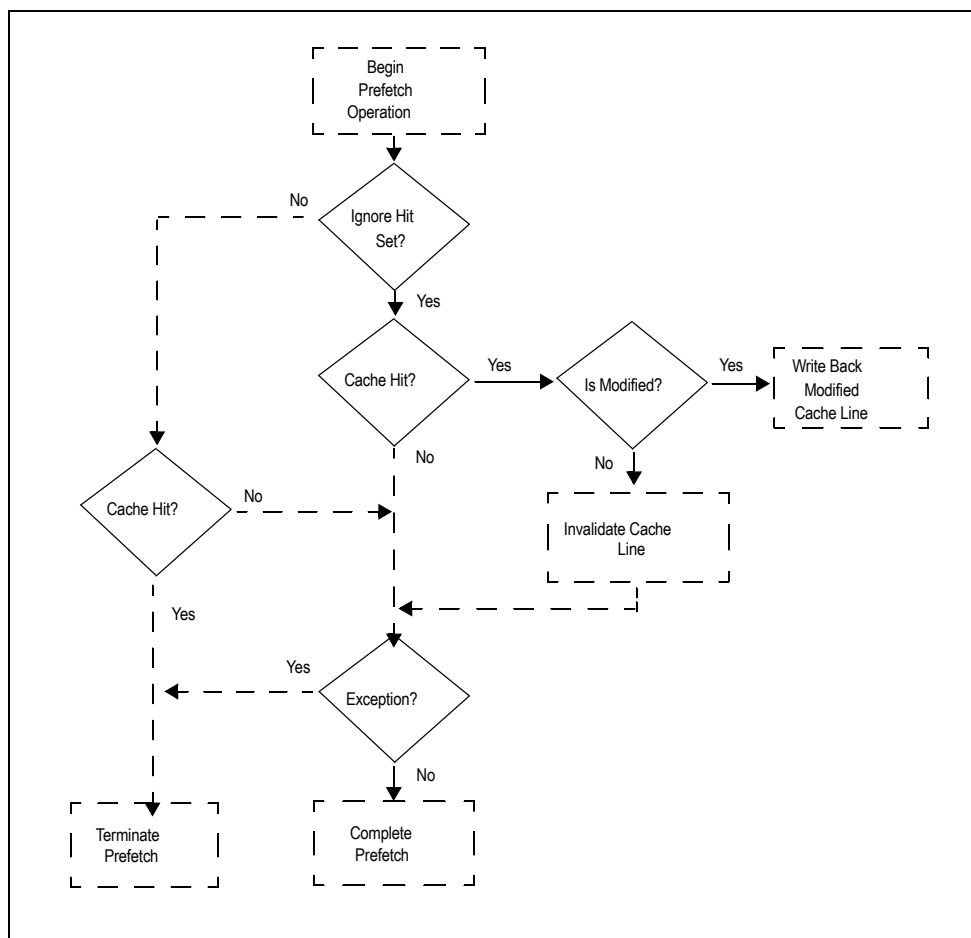 Begin
Prefetch
Operation
No
Ignore Hit
Set?
Yes
Cache Hit?
Yes
Is Modified?
Yes
Write Back
Modified
Cache Line
No
No
Cache Hit?
No
Invalidate Cache
Line
Yes
Yes
Exception?
No
Terminate
Prefetch
Complete
Prefetch